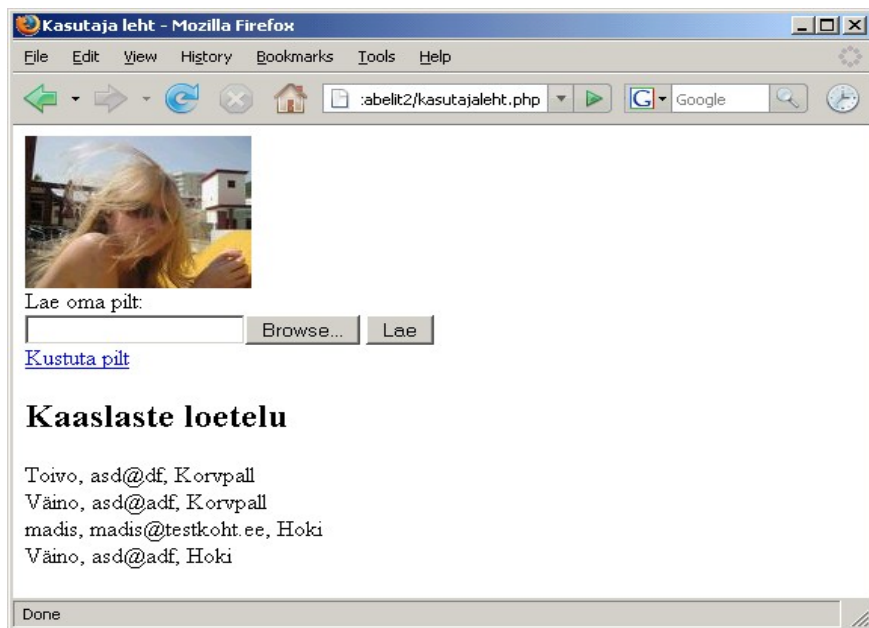 Kasutaja leht - Mozilla Firefox
File Edit View History Bookmarks Tools Help
:abelit2/kasutajaleht.php G Google
Lae oma pilt:
Browse... Lae
Kustuta pilt
Kaaslaste loetelu
Toivo, asd@df, Korvpall
Väino, asd@adf, Korvpall
madis, madis@testkoht.ee, Hoki
Väino, asd@adf, Hoki
Done